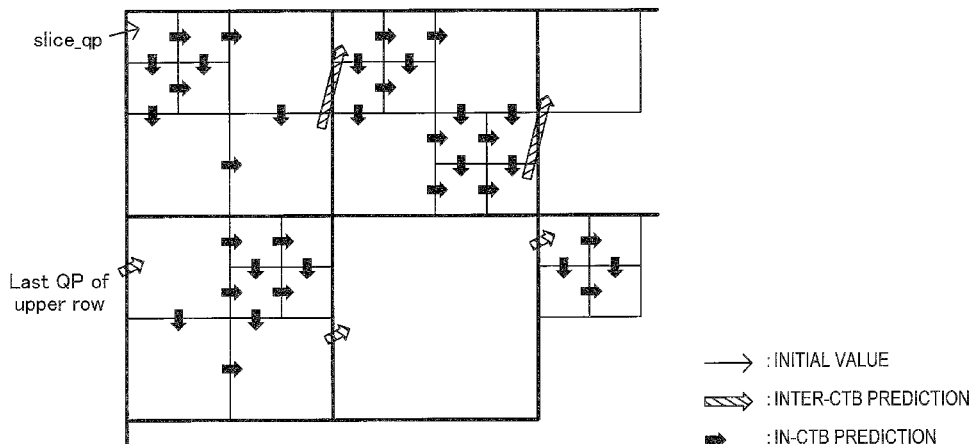 slice_qp
Last QP of
upper row
: INITIAL VALUE
: INTER-CTB PREDICTION
: IN-CTB PREDICTION